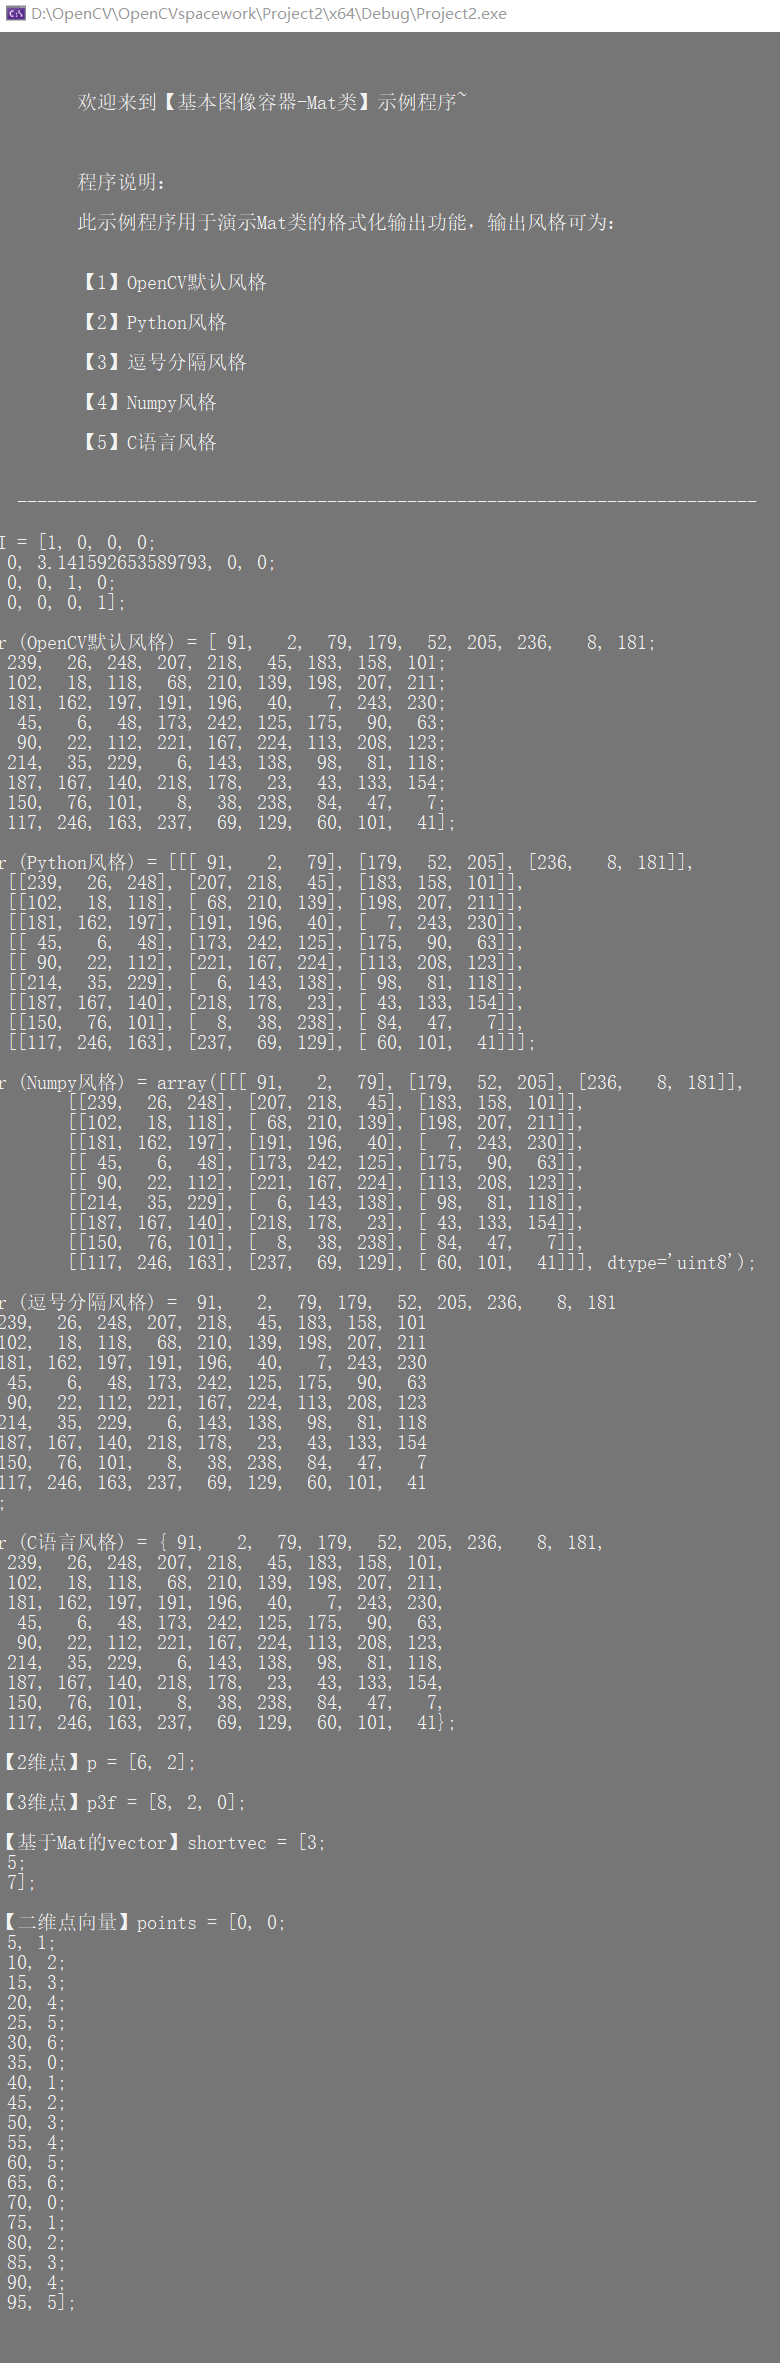 D:\OpenCV\OpenCVspacework\Project2\x64\Debug\Project2.exe
欢迎来到【基本图像容器-Mat类】示例程序~
程序说明：
此示例程序用于演示Mat类的格式化输出功能，输出风格可为：
【1】OpenCV默认风格
【2】Python风格
【3】逗号分隔风格
【4】Numpy风格
【5】C语言风格
--------------------------------------------------------------------------
I = [1, 0, 0, 0;
 0, 3.141592653589793, 0, 0;
 0, 0, 1, 0;
 0, 0, 0, 1];
r (OpenCV默认风格) = [ 91,   2,  79, 179,  52, 205, 236,   8, 181;
 239,  26, 248, 207, 218,  45, 183, 158, 101;
 102,  18, 118,  68, 210, 139, 198, 207, 211;
 181, 162, 197, 191, 196,  40,   7, 243, 230;
  45,   6,  48, 173, 242, 125, 175,  90,  63;
  90,  22, 112, 221, 167, 224, 113, 208, 123;
 214,  35, 229,   6, 143, 138,  98,  81, 118;
 187, 167, 140, 218, 178,  23,  43, 133, 154;
 150,  76, 101,   8,  38, 238,  84,  47,   7;
 117, 246, 163, 237,  69, 129,  60, 101,  41];
r (Python风格) = [[[ 91,   2,  79], [179,  52, 205], [236,   8, 181]],
 [[239,  26, 248], [207, 218,  45], [183, 158, 101]],
 [[102,  18, 118], [ 68, 210, 139], [198, 207, 211]],
 [[181, 162, 197], [191, 196,  40], [  7, 243, 230]],
 [[ 45,   6,  48], [173, 242, 125], [175,  90,  63]],
 [[ 90,  22, 112], [221, 167, 224], [113, 208, 123]],
 [[214,  35, 229], [  6, 143, 138], [ 98,  81, 118]],
 [[187, 167, 140], [218, 178,  23], [ 43, 133, 154]],
 [[150,  76, 101], [  8,  38, 238], [ 84,  47,   7]],
 [[117, 246, 163], [237,  69, 129], [ 60, 101,  41]]];
r (Numpy风格) = array([[[ 91,   2,  79], [179,  52, 205], [236,   8, 181]],
       [[239,  26, 248], [207, 218,  45], [183, 158, 101]],
       [[102,  18, 118], [ 68, 210, 139], [198, 207, 211]],
       [[181, 162, 197], [191, 196,  40], [  7, 243, 230]],
       [[ 45,   6,  48], [173, 242, 125], [175,  90,  63]],
       [[ 90,  22, 112], [221, 167, 224], [113, 208, 123]],
       [[214,  35, 229], [  6, 143, 138], [ 98,  81, 118]],
       [[187, 167, 140], [218, 178,  23], [ 43, 133, 154]],
       [[150,  76, 101], [  8,  38, 238], [ 84,  47,   7]],
       [[117, 246, 163], [237,  69, 129], [ 60, 101,  41]]], dtype='uint8');
r (逗号分隔风格) =  91,   2,  79, 179,  52, 205, 236,   8, 181
239,  26, 248, 207, 218,  45, 183, 158, 101
102,  18, 118,  68, 210, 139, 198, 207, 211
181, 162, 197, 191, 196,  40,   7, 243, 230
 45,   6,  48, 173, 242, 125, 175,  90,  63
 90,  22, 112, 221, 167, 224, 113, 208, 123
214,  35, 229,   6, 143, 138,  98,  81, 118
187, 167, 140, 218, 178,  23,  43, 133, 154
150,  76, 101,   8,  38, 238,  84,  47,   7
117, 246, 163, 237,  69, 129,  60, 101,  41
;
r (C语言风格) = { 91,   2,  79, 179,  52, 205, 236,   8, 181,
 239,  26, 248, 207, 218,  45, 183, 158, 101,
 102,  18, 118,  68, 210, 139, 198, 207, 211,
 181, 162, 197, 191, 196,  40,   7, 243, 230,
  45,   6,  48, 173, 242, 125, 175,  90,  63,
  90,  22, 112, 221, 167, 224, 113, 208, 123,
 214,  35, 229,   6, 143, 138,  98,  81, 118,
 187, 167, 140, 218, 178,  23,  43, 133, 154,
 150,  76, 101,   8,  38, 238,  84,  47,   7,
 117, 246, 163, 237,  69, 129,  60, 101,  41};
【2维点】p = [6, 2];
【3维点】p3f = [8, 2, 0];
【基于Mat的vector】shortvec = [3;
 5;
 7];
【二维点向量】points = [0, 0;
 5, 1;
 10, 2;
 15, 3;
 20, 4;
 25, 5;
 30, 6;
 35, 0;
 40, 1;
 45, 2;
 50, 3;
 55, 4;
 60, 5;
 65, 6;
 70, 0;
 75, 1;
 80, 2;
 85, 3;
 90, 4;
 95, 5];